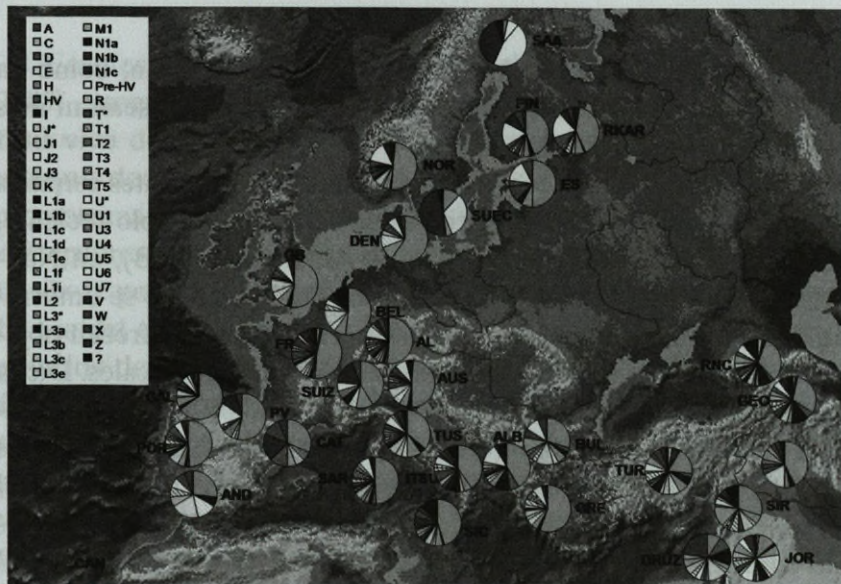 A
C
D
E
H
HV
I
J*
J1
J2
J3
K
L1a
L1b
L1c
L1d
L1e
L1f
L1i
L2
L3*
L3a
L3b
L3c
L3e
M1
N1a
N1b
N1c
Pre-HV
R
T*
T1
T2
T3
T4
T5
U*
U1
U3
U4
U5
U6
U7
V
W
X
Z
?
SAA
FIN
RKAR
NOR
ES
SUEC
DEN
GB
BEL
FR
AL
RNC
SUIZ
AUS
GEO
GAL
PV
POR
CAT
TUS
ALB
BUL
TUR
SAR
ITSU
AND
GRE
SIR
SIC
CAN
DRUZ
JOR